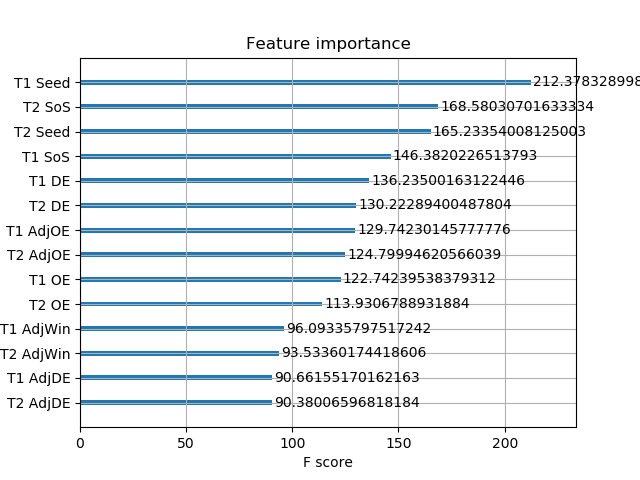 Feature importance
T1 Seed 212.378328998
T2 SoS 168.58030701633334
T2 Seed 165.23354008125003
T1 SoS 146.3820226513793
T1 DE 136.23500163122446
T2 DE 130.22289400487804
T1 AdjOE 129.74230145777776
T2 AdjOE 124.79994620566039
T1 OE 122.74239538379312
T2 OE 113.9306788931884
T1 AdjWin 96.09335797517242
T2 AdjWin 93.53360174418606
T1 AdjDE 90.66155170162163
T2 AdjDE 90.38006596818184
0 50 100 150 200
F score